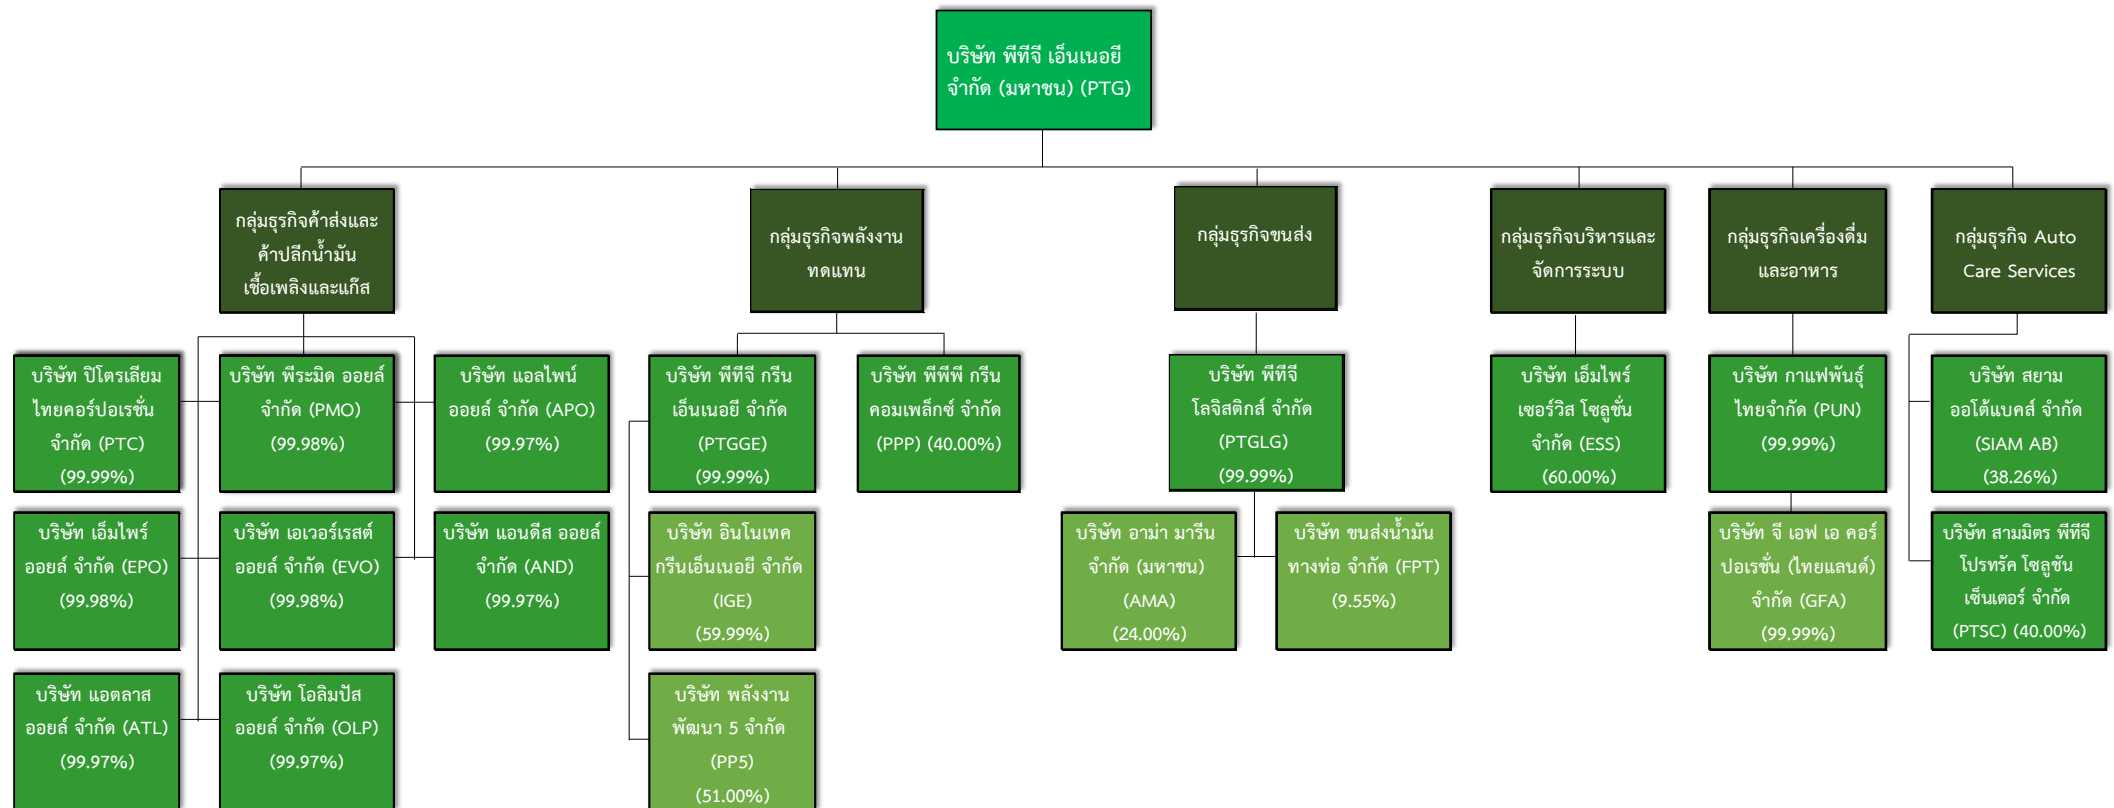 บริษัท พีทีจี เอ็นเนอยี
จำกัด (มหาชน) (PTG)
กลุ่มธุรกิจค้าส่งและ
ค้าปลีกน้ำมัน
เชื้อเพลิงและแก๊ส
กลุ่มธุรกิจพลังงาน
ทดแทน
กลุ่มธุรกิจขนส่ง
กลุ่มธุรกิจบริหารและ
จัดการระบบ
กลุ่มธุรกิจเครื่องดื่ม
และอาหาร
กลุ่มธุรกิจ Auto
Care Services
บริษัท ปิโตรเลียม
ไทยคอร์ปอเรชั่น
จำกัด (PTC)
(99.99%)
บริษัท พีระมิด ออยล์
จำกัด (PMO)
(99.98%)
บริษัท แอลไพน์
ออยล์ จำกัด (APO)
(99.97%)
บริษัท พีทีจี กรีน
เอ็นเนอยี จำกัด
(PTGGE)
(99.99%)
บริษัท พีพีพี กรีน
คอมเพล็กซ์ จำกัด
(PPP) (40.00%)
บริษัท พีทีจี
โลจิสติกส์ จำกัด
(PTGLG)
(99.99%)
บริษัท เอ็มไพร์
เซอร์วิส โซลูชั่น
จำกัด (ESS)
(60.00%)
บริษัท กาแฟพันธุ์
ไทยจำกัด (PUN)
(99.99%)
บริษัท สยาม
ออโต้แบคส์ จำกัด
(SIAM AB)
(38.26%)
บริษัท เอ็มไพร์
ออยล์ จำกัด (EPO)
(99.98%)
บริษัท เอเวอร์เรสต์
ออยล์ จำกัด (EVO)
(99.98%)
บริษัท แอนดีส ออยล์
จำกัด (AND)
(99.97%)
บริษัท อินโนเทค
กรีนเอ็นเนอยี จำกัด
(IGE)
(59.99%)
บริษัท อาม่า มารีน
จำกัด (มหาชน)
(AMA)
(24.00%)
บริษัท ขนส่งน้ำมัน
ทางท่อ จำกัด (FPT)
(9.55%)
บริษัท จี เอฟ เอ คอร์
ปอเรชั่น (ไทยแลนด์)
จำกัด (GFA)
(99.99%)
บริษัท สามมิตร พีทีจี
โปรทรัค โซลูชัน
เซ็นเตอร์ จำกัด
(PTSC) (40.00%)
บริษัท แอตลาส
ออยล์ จำกัด (ATL)
(99.97%)
บริษัท โอลิมปัส
ออยล์ จำกัด (OLP)
(99.97%)
บริษัท พลังงาน
พัฒนา 5 จำกัด
(PP5)
(51.00%)